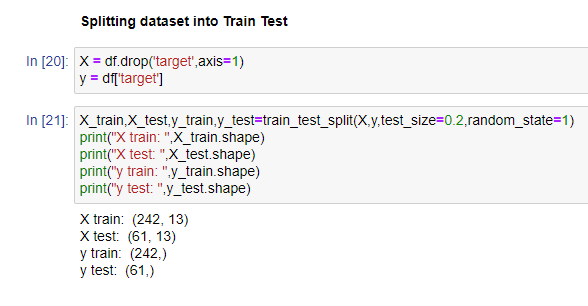 Splitting dataset into Train Test
In [20]: X = df.drop('target',axis=1)
y = df['target']
In [21]: X_train,X_test,y_train,y_test=train_test_split(X,y,test_size=0.2,random_state=1)
print("X train: ",X_train.shape)
print("X test: ",X_test.shape)
print("y train: ",y_train.shape)
print("y test: ",y_test.shape)
X train:  (242, 13)
X test:  (61, 13)
y train:  (242,)
y test:  (61,)